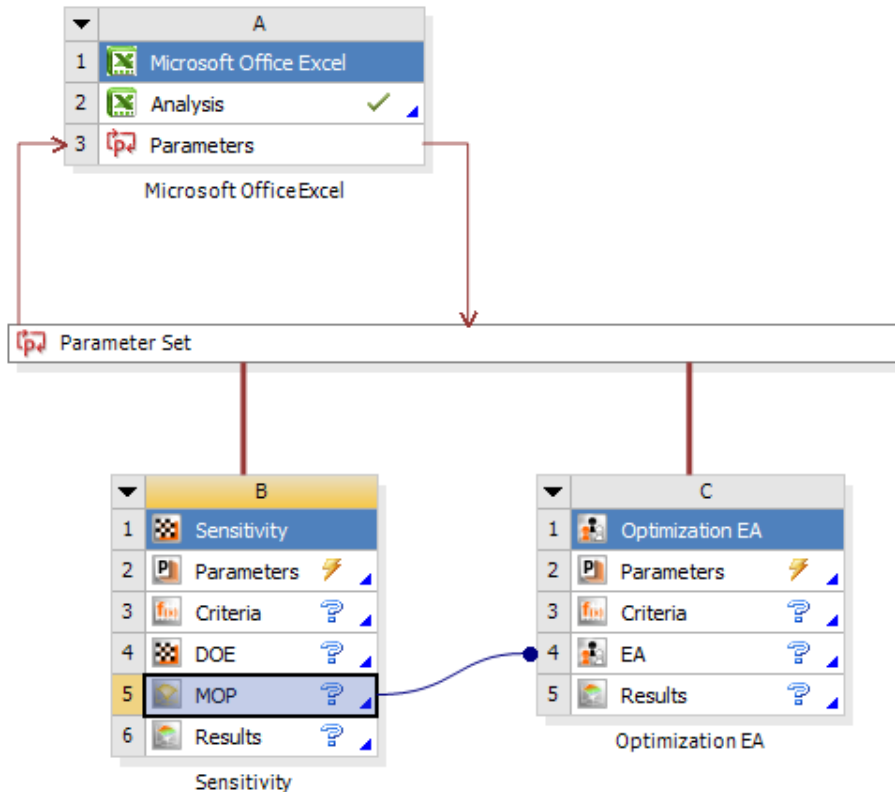 A
1 Microsoft Office Excel
2 Analysis
3 Parameters
Microsoft Office Excel
Parameter Set
B
1 Sensitivity
2 Parameters
3 Criteria
4 DOE
5 MOP
6 Results
Sensitivity
C
1 Optimization EA
2 Parameters
3 Criteria
4 EA
5 Results
Optimization EA